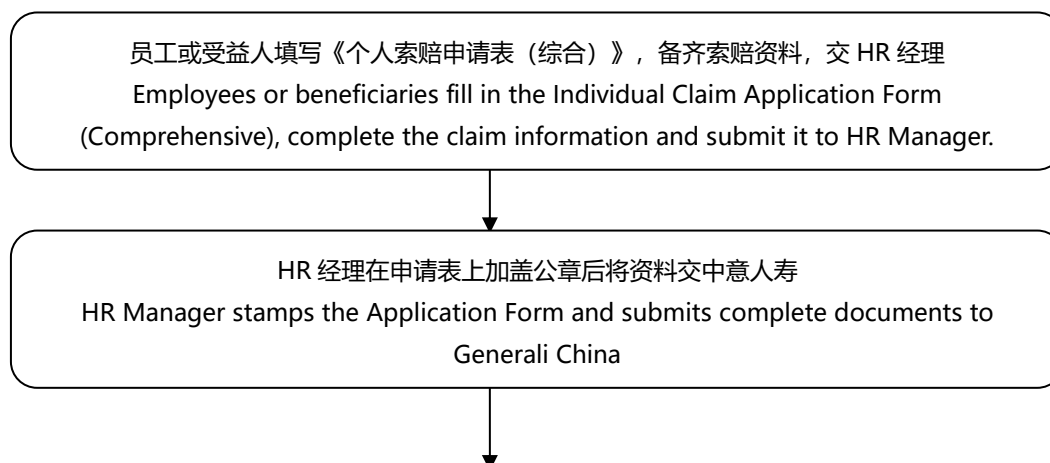 员工或受益人填写《个人索赔申请表（综合）》，备齐索赔资料，交 HR 经理
Employees or beneficiaries fill in the Individual Claim Application Form
(Comprehensive), complete the claim information and submit it to HR Manager.
HR 经理在申请表上加盖公章后将资料交中意人寿
HR Manager stamps the Application Form and submits complete documents to
Generali China